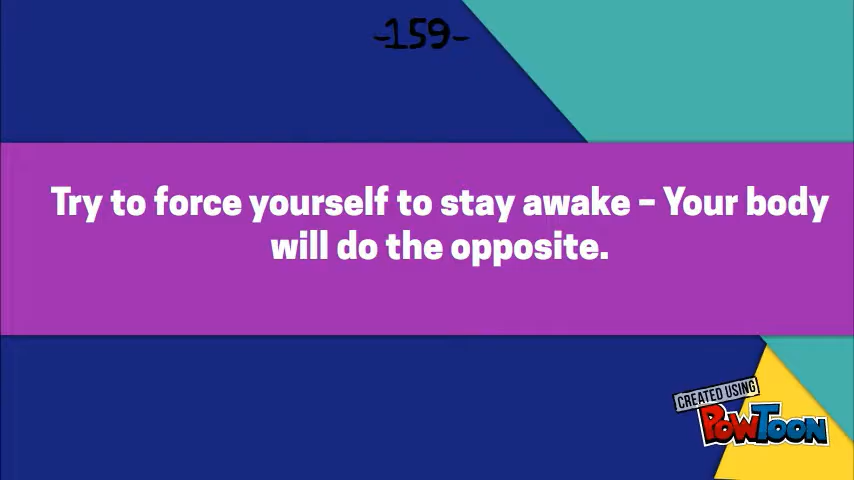 -159-
Try to force yourself to stay awake – Your body
will do the opposite.
CREATED USING
POWTOON